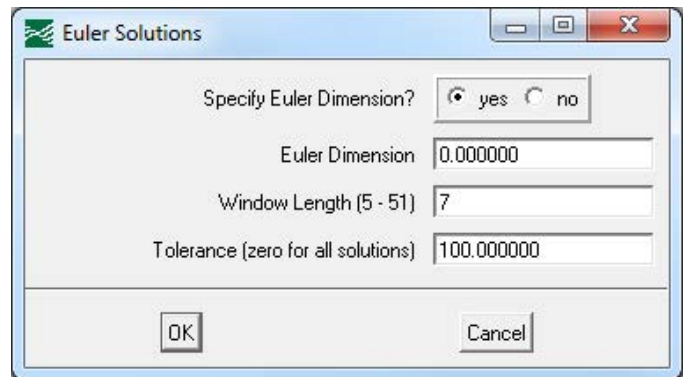 Euler Solutions
Specify Euler Dimension? yes no
Euler Dimension 0.000000
Window Length (5 - 51) 7
Tolerance (zero for all solutions) 100.000000
OK Cancel